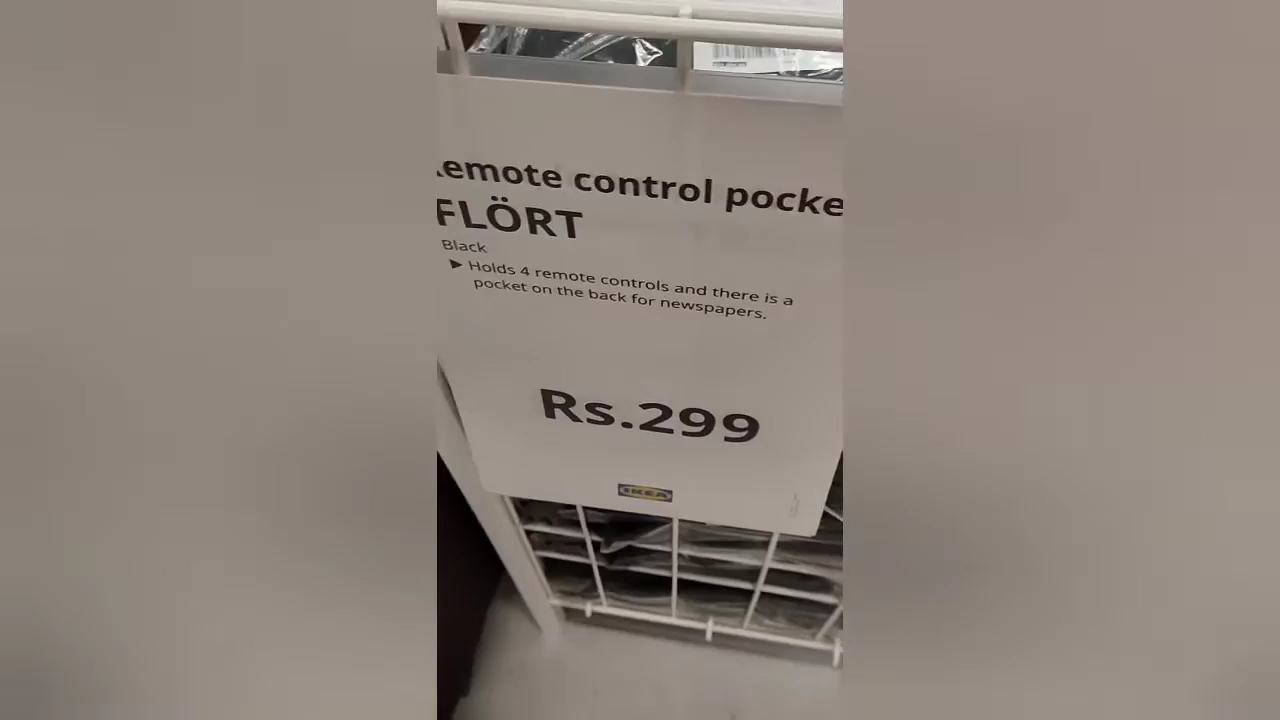 emote control pocke
FLÖRT
Black
► Holds 4 remote controls and there is a
pocket on the back for newspapers.
Rs.299
IKEA